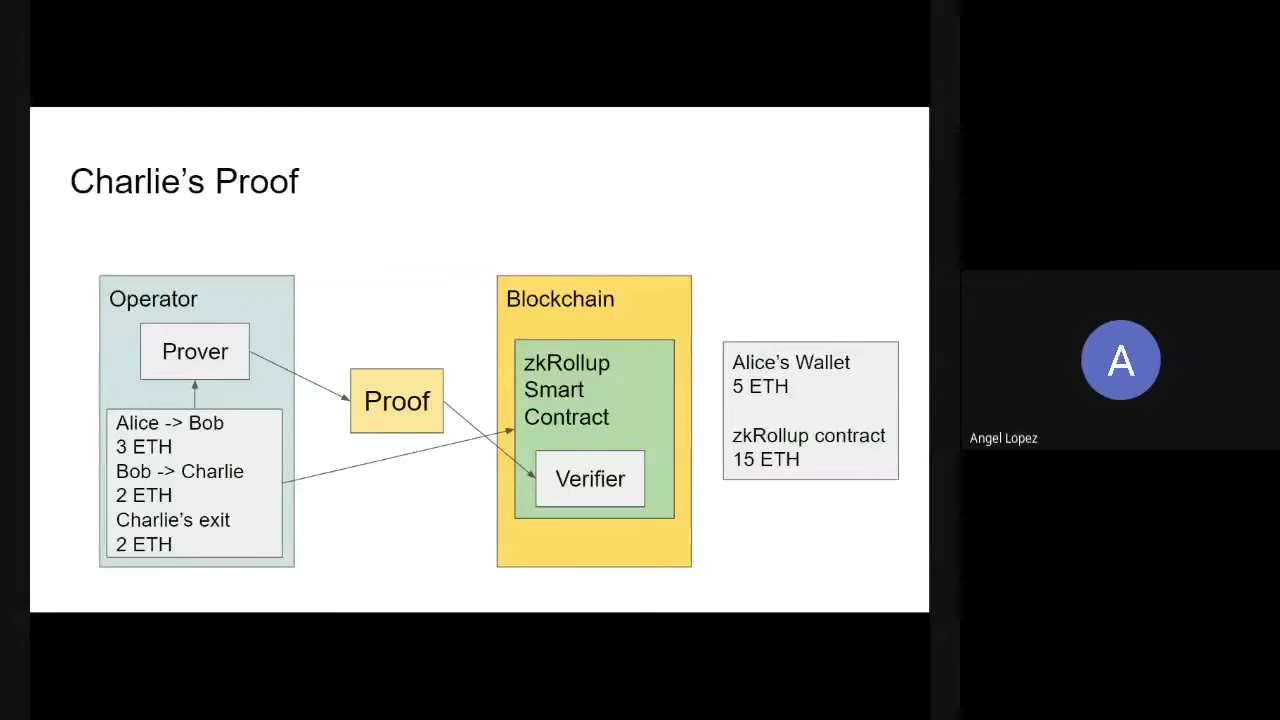 Charlie’s Proof
Operator
Prover
Alice -> Bob
3 ETH
Bob -> Charlie
2 ETH
Charlie’s exit
2 ETH
Proof
Blockchain
zkRollup
Smart
Contract
Verifier
Alice’s Wallet
5 ETH
zkRollup contract
15 ETH
A
Angel Lopez